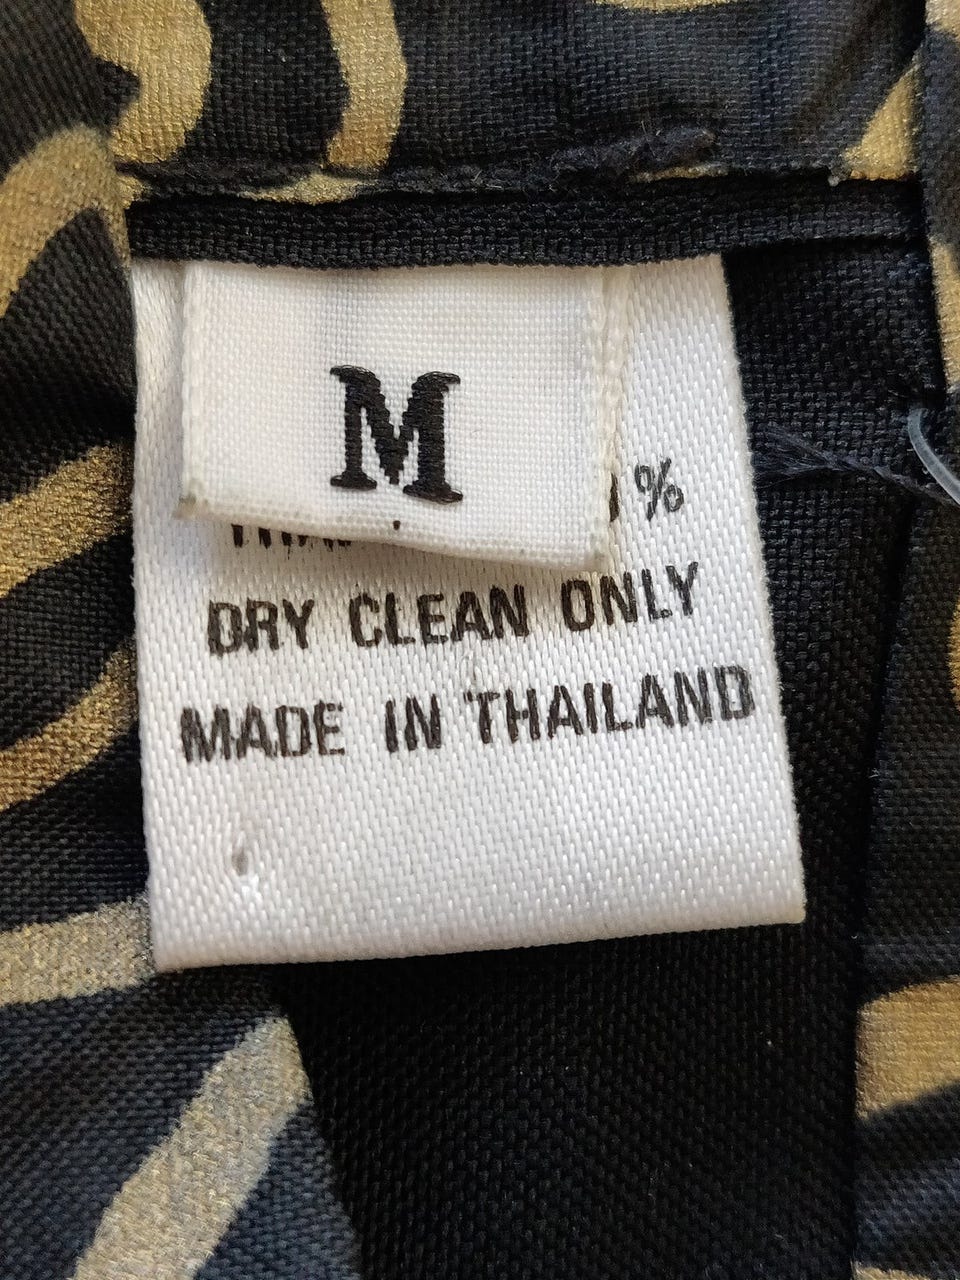 M
%
DRY CLEAN ONLY
MADE IN THAILAND